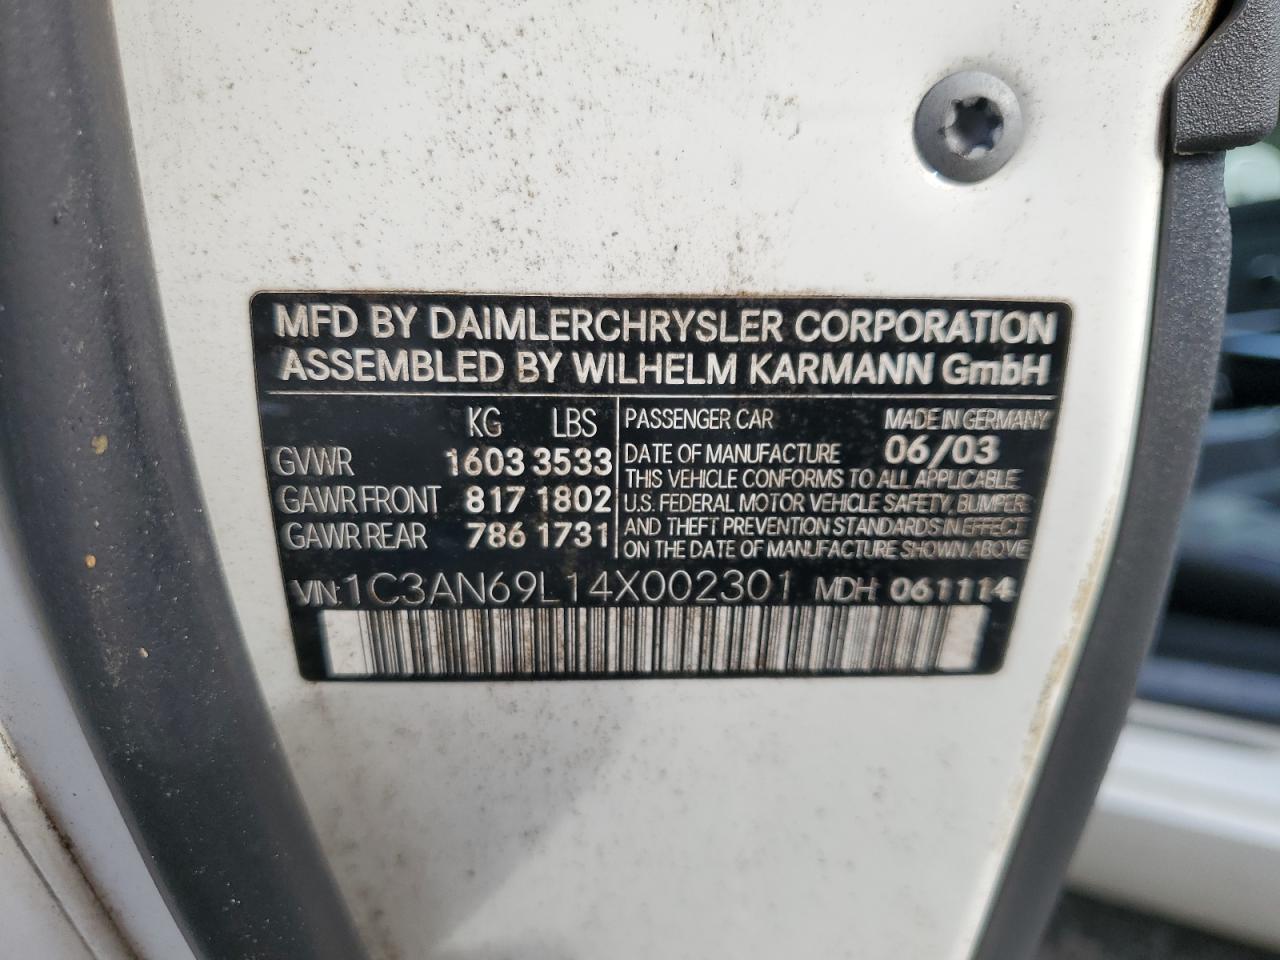 MFD BY DAIMLERCHRYSLER CORPORATION
ASSEMBLED BY WILHELM KARMANN GmbH
KG LBS
GVWR 1603 3533
GAWR FRONT 817 1802
GAWR REAR 786 1731
PASSENGER CAR MADE IN GERMANY
DATE OF MANUFACTURE 06/03
THIS VEHICLE CONFORMS TO ALL APPLICABLE
U.S. FEDERAL MOTOR VEHICLE SAFETY, BUMPER
AND THEFT PREVENTION STANDARDS IN EFFECT
ON THE DATE OF MANUFACTURE SHOWN ABOVE
VIN: 1C3AN69L14X002301 MDH: 061114